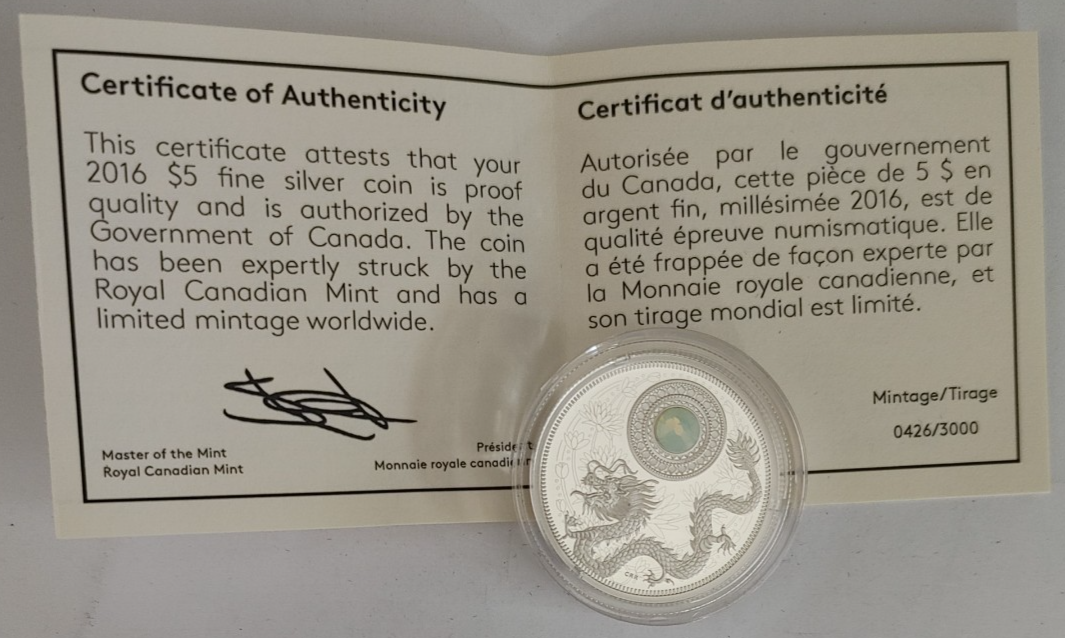 Certificate of Authenticity
This certificate attests that your
2016 $5 fine silver coin is proof
quality and is authorized by the
Government of Canada. The coin
has been expertly struck by the
Royal Canadian Mint and has a
limited mintage worldwide.
Master of the Mint
Royal Canadian Mint
Président
Monnaie royale
Certificat d'authenticité
Autorisée par le gouvernement
du Canada, cette pièce de 5 $ en
argent fin, millésimée 2016, est de
qualité épreuve numismatique. Elle
a été frappée de façon experte par
la Monnaie royale canadienne, et
son tirage mondial est limité.
Mintage/Tirage
0426/3000